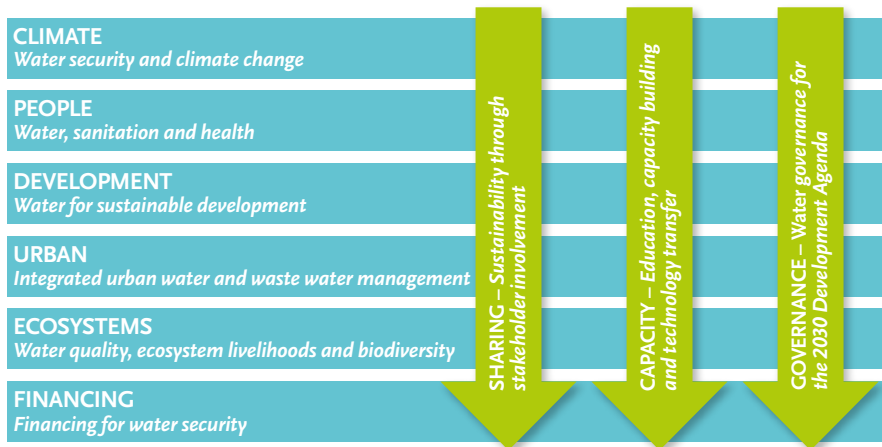 CLIMATE
Water security and climate change
PEOPLE
Water, sanitation and health
DEVELOPMENT
Water for sustainable development
URBAN
Integrated urban water and waste water management
ECOSYSTEMS
Water quality, ecosystem livelihoods and biodiversity
FINANCING
Financing for water security
SHARING – Sustainability through
stakeholder involvement
CAPACITY – Education, capacity building
and technology transfer
GOVERNANCE – Water governance for
the 2030 Development Agenda